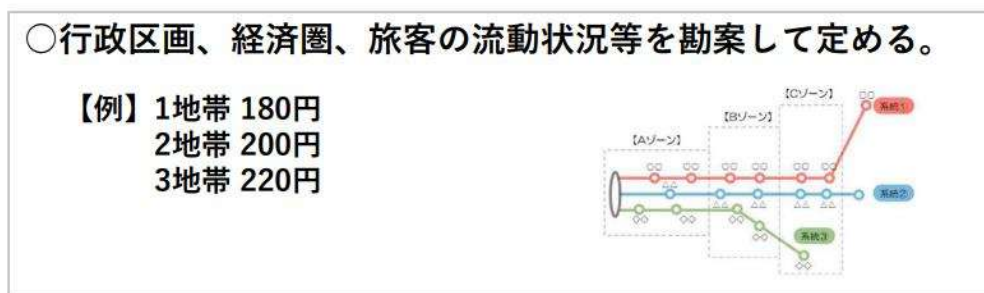 ○行政区画、経済圏、旅客の流動状況等を勘案して定める。
【例】1地帯 180円
2地帯 200円
3地帯 220円
【Cゾーン】
□□
系統1
【Bゾーン】
【Aゾーン】
□□ □□ □□ □□ □□ □□
△△
系統2
△△ △△ △△ △△
◇◇ ◇◇ ◇◇
系統3
◇◇
◇◇